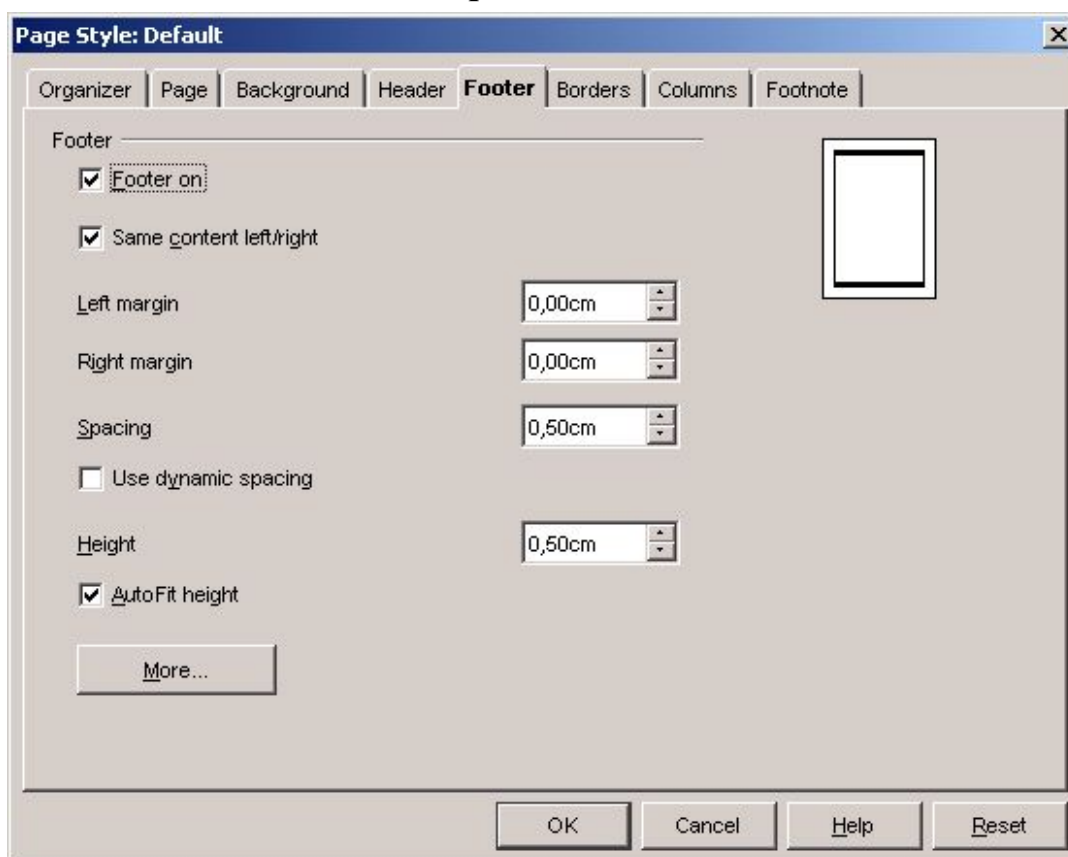 Page Style: Default
Organizer Page Background Header Footer Borders Columns Footnote
Footer
Footer on
Same content left/right
Left margin 0,00cm
Right margin 0,00cm
Spacing 0,50cm
Use dynamic spacing
Height 0,50cm
AutoFit height
More...
OK Cancel Help Reset